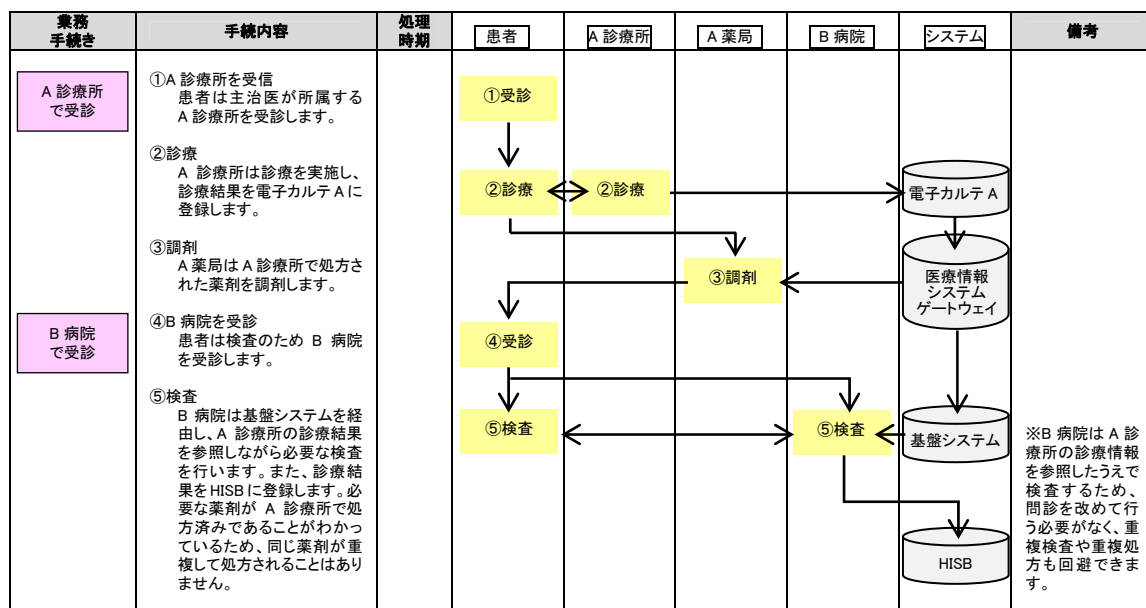 業務
手続き
手続内容
処理
時期
患者
A 診療所
A 薬局
B 病院
システム
備考
A 診療所
で受診
①A 診療所を受信
患者は主治医が所属する
A 診療所を受診します。
②診療
A 診療所は診療を実施し、
診療結果を電子カルテ A に
登録します。
③調剤
A 薬局は A 診療所で処方さ
れた薬剤を調剤します。
B 病院
で受診
④B 病院を受診
患者は検査のため B 病院
を受診します。
⑤検査
B 病院は基盤システムを経
由し、A 診療所の診療結果
を参照しながら必要な検査
を行います。また、診療結
果を HISB に登録します。必
要な薬剤が A 診療所で処
方済みであることがわかっ
ているため、同じ薬剤が重
複して処方されることはあり
ません。
①受診
②診療
②診療
電子カルテ A
③調剤
医療情報
システム
ゲートウェイ
④受診
⑤検査
⑤検査
基盤システム
HISB
※B 病院は A 診
療所の診療情報
を参照したうえで
検査するため、
問診を改めて行
う必要がなく、重
複検査や重複処
方も回避できま
す。